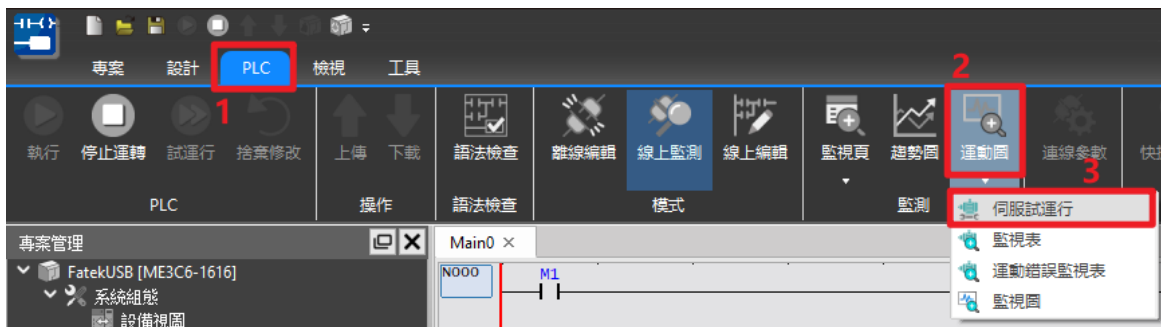 專案 設計 PLC 檢視 工具
1
2
執行 停止運轉 試運行 捨棄修改 上傳 下載 語法檢查 離線編輯 線上監測 線上編輯 監視頁 趨勢圖 運動圖 連線參數
3
PLC 操作 語法檢查 模式 監測
伺服試運行
專案管理 Main0 ×
監視表
FatekUSB [ME3C6-1616] N000 M1
運動錯誤監視表
系統組態
監視圖
設備視圖